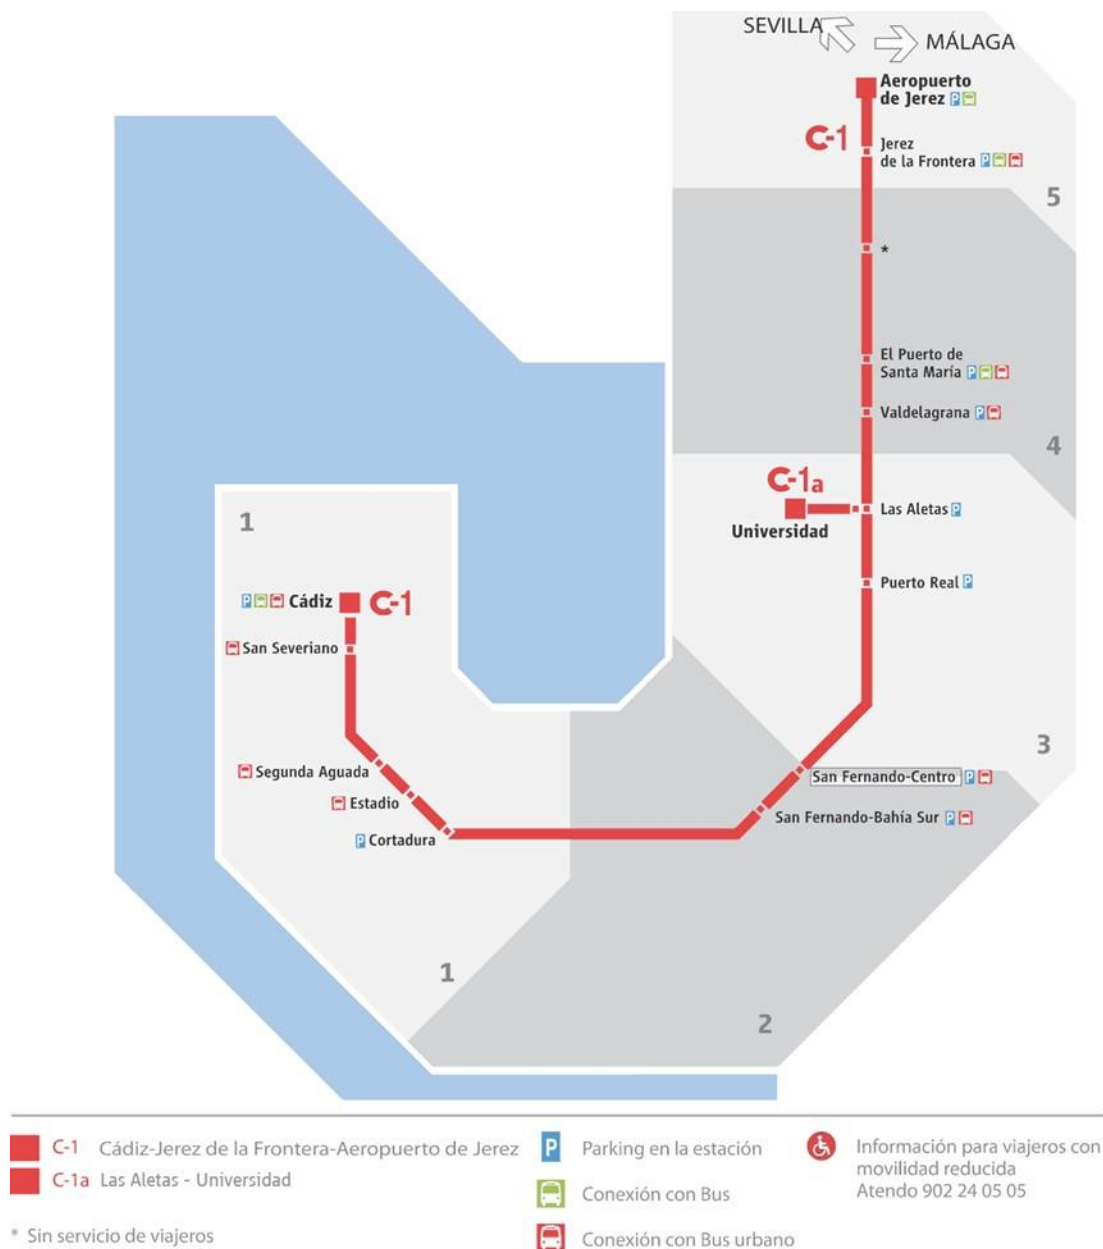 SEVILLA
MÁLAGA
Aeropuerto
de Jerez P
C-1
Jerez
de la Frontera P
5
*
El Puerto de
Santa María P
Valdelagrana P
4
C-1a
Universidad
Las Aletas P
1
Puerto Real P
P Cádiz C-1
San Severiano
3
Segunda Aguada
San Fernando-Centro P
Estadio
San Fernando-Bahía Sur P
P Cortadura
1
2
C-1 Cádiz-Jerez de la Frontera-Aeropuerto de Jerez
C-1a Las Aletas - Universidad
* Sin servicio de viajeros
P Parking en la estación
Conexión con Bus
Conexión con Bus urbano
Información para viajeros con
movilidad reducida
Atendo 902 24 05 05